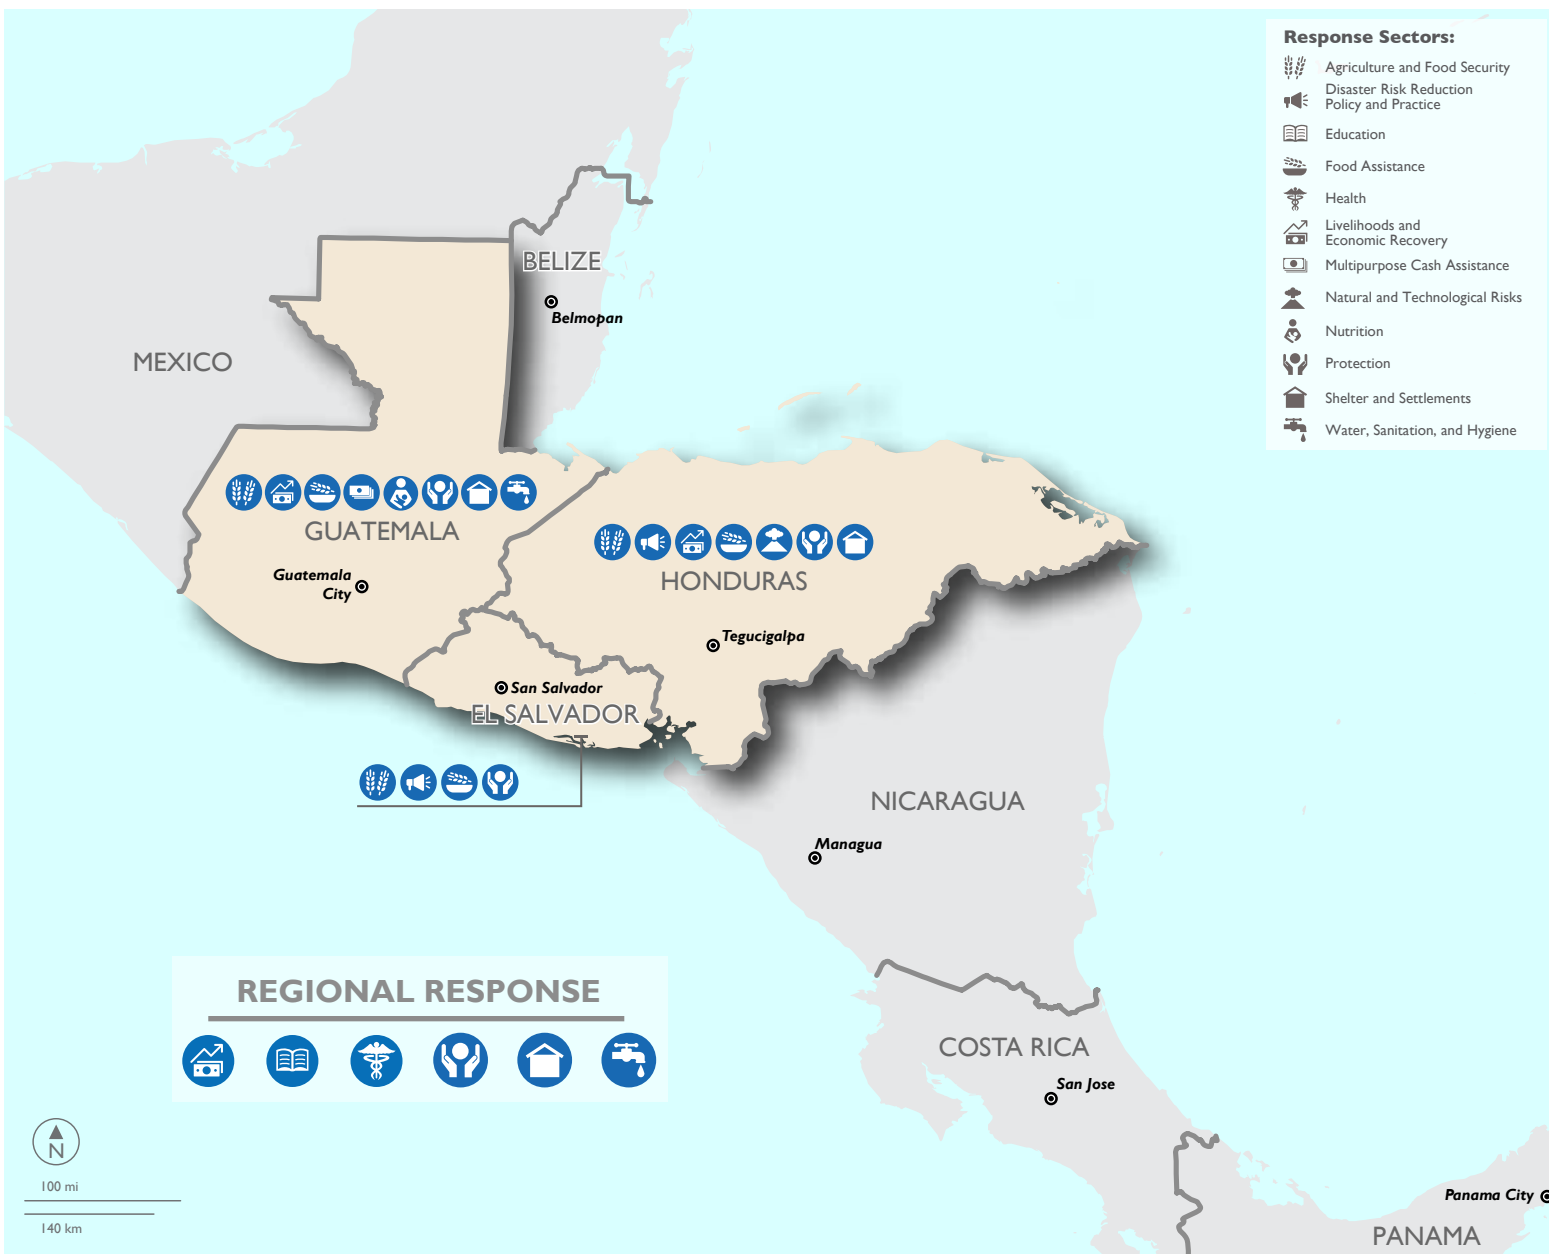 Response Sectors:
Agriculture and Food Security
Disaster Risk Reduction
Policy and Practice
Education
Food Assistance
Health
Livelihoods and
Economic Recovery
Multipurpose Cash Assistance
Natural and Technological Risks
Nutrition
Protection
Shelter and Settlements
Water, Sanitation, and Hygiene
BELIZE
Belmopan
MEXICO
GUATEMALA
Guatemala
City
HONDURAS
Tegucigalpa
San Salvador
EL SALVADOR
NICARAGUA
Managua
REGIONAL RESPONSE
COSTA RICA
San Jose
N
100 mi
140 km
Panama City
PANAMA